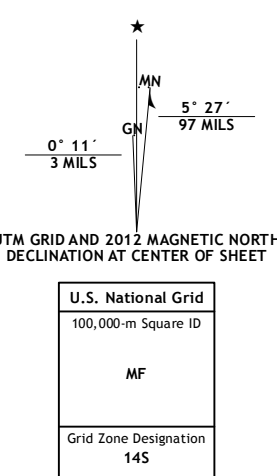 MN
GN
5° 27´
97 MILS
0° 11´
3 MILS
UTM GRID AND 2012 MAGNETIC NORTH
DECLINATION AT CENTER OF SHEET
U.S. National Grid
100,000-m Square ID
MF
Grid Zone Designation
14S